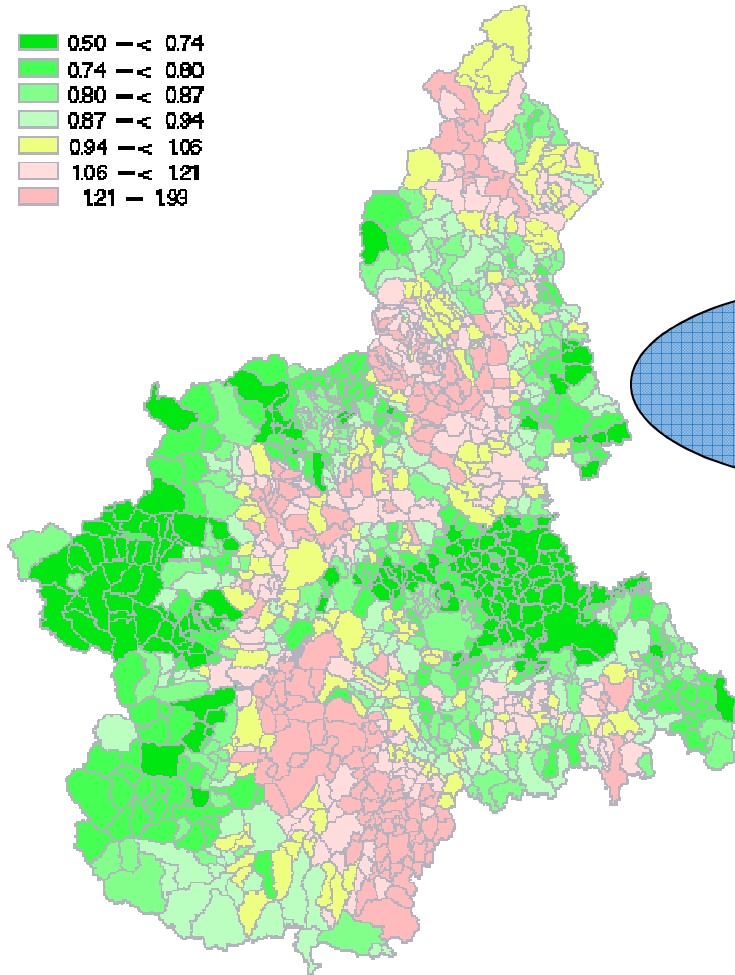 0.50 – < 0.74
0.74 – < 0.80
0.80 – < 0.87
0.87 – < 0.94
0.94 – < 1.06
1.06 – < 1.21
1.21 – 1.99